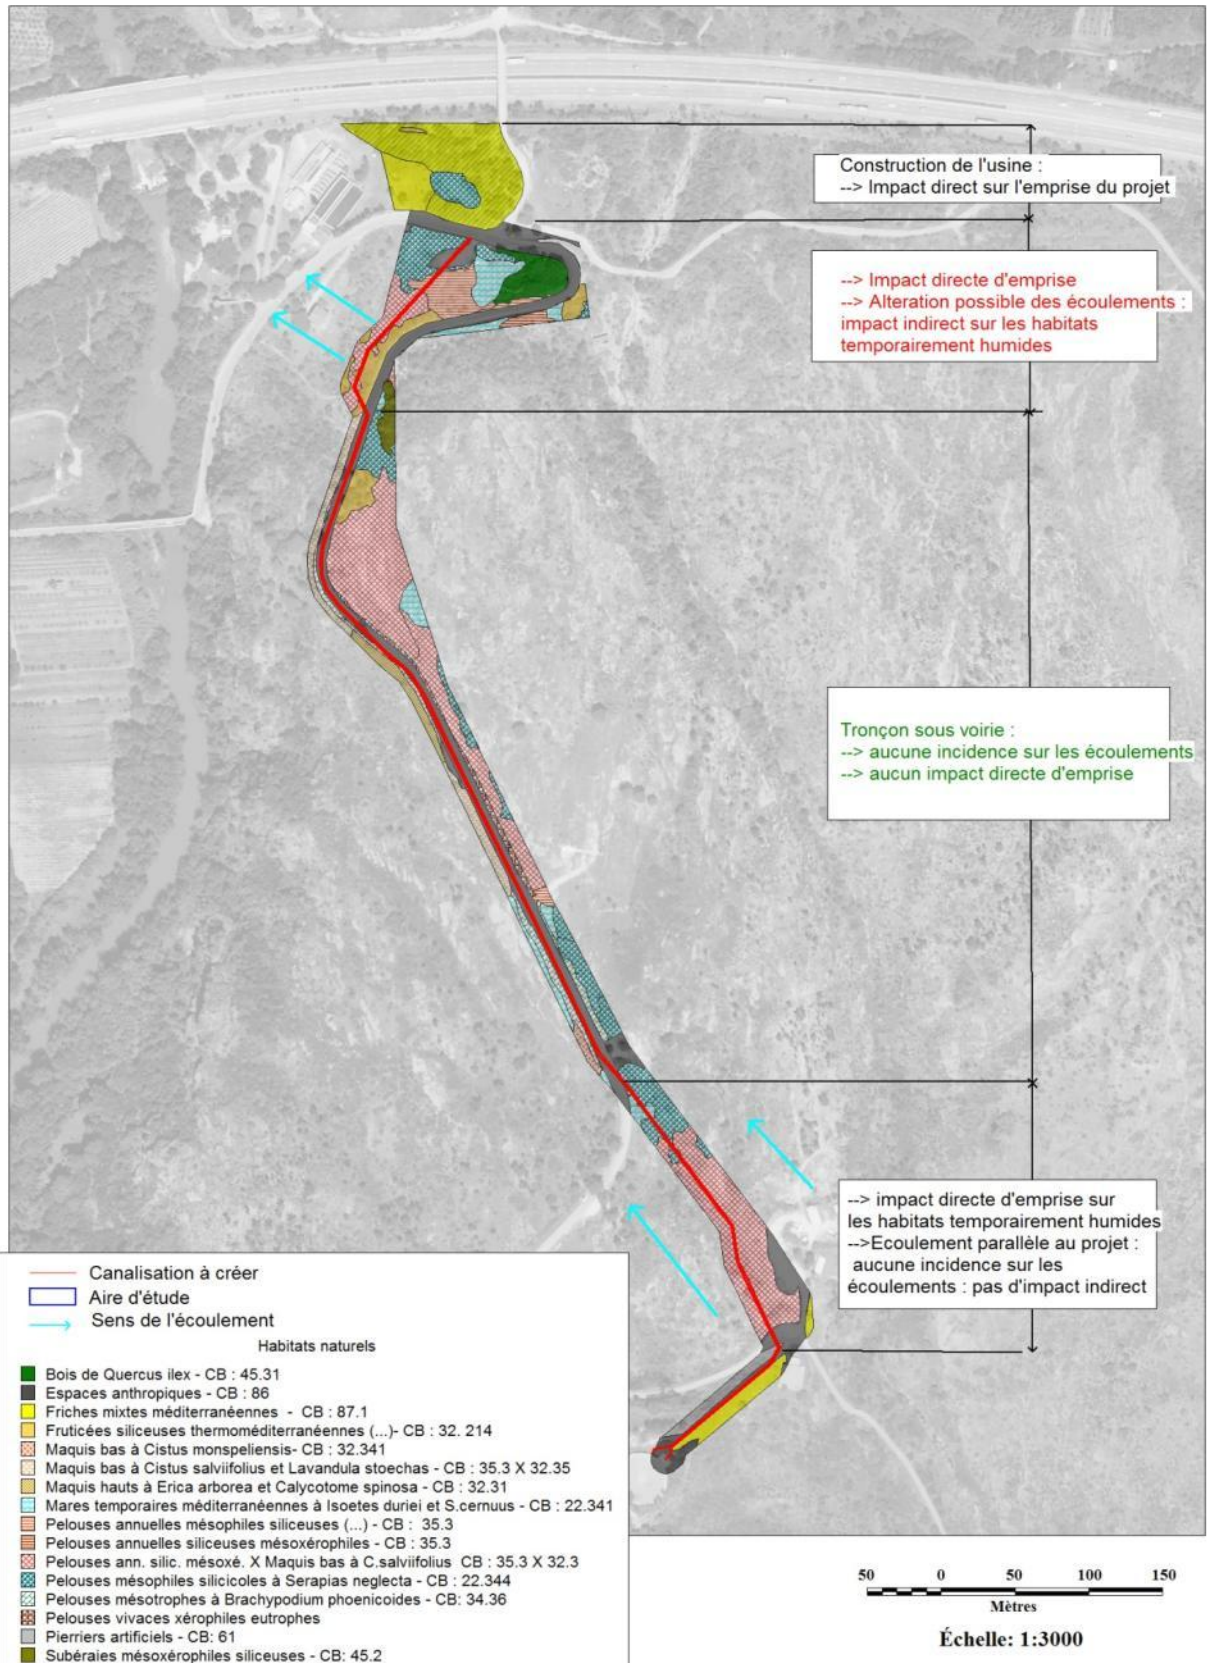 Construction de l'usine :
--> Impact direct sur l'emprise du projet
--> Impact directe d'emprise
--> Alteration possible des écoulements :
impact indirect sur les habitats
temporairement humides
Tronçon sous voirie :
--> aucune incidence sur les écoulements
--> aucun impact directe d'emprise
--> impact directe d'emprise sur
les habitats temporairement humides
-->Ecoulement parallèle au projet :
aucune incidence sur les
écoulements : pas d'impact indirect
Canalisation à créer
Aire d'étude
Sens de l'écoulement
Habitats naturels
Bois de Quercus ilex - CB : 45.31
Espaces anthropiques - CB : 86
Friches mixtes méditerranéennes - CB : 87.1
Fruticées siliceuses thermoméditerranéennes (...)- CB : 32. 214
Maquis bas à Cistus monspeliensis- CB : 32.341
Maquis bas à Cistus salviifolius et Lavandula stoechas - CB : 35.3 X 32.35
Maquis hauts à Erica arborea et Calycotome spinosa - CB : 32.31
Mares temporaires méditerranéennes à Isoetes duriei et S.cernuus - CB : 22.341
Pelouses annuelles mésophiles siliceuses (...) - CB : 35.3
Pelouses annuelles siliceuses mésoxérophiles - CB : 35.3
Pelouses ann. silic. mésoxé. X Maquis bas à C.salviifolius CB : 35.3 X 32.3
Pelouses mésophiles silicicoles à Serapias neglecta - CB : 22.344
Pelouses mésotrophes à Brachypodium phoenicoides - CB: 34.36
Pelouses vivaces xérophiles eutrophes
Pierriers artificiels - CB: 61
Subéraies mésoxérophiles siliceuses - CB: 45.2
50 0 50 100 150
Mètres
Échelle: 1:3000